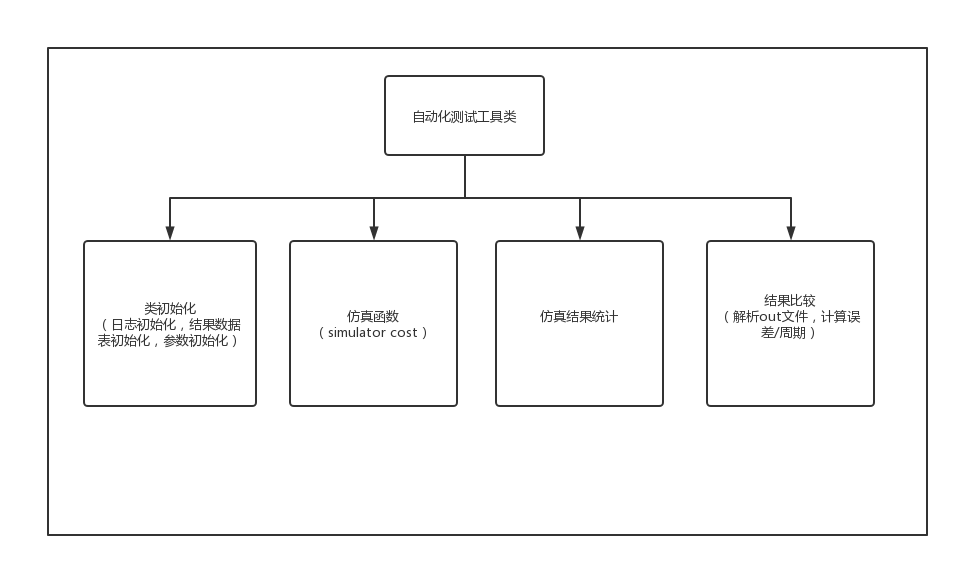 自动化测试工具类
类初始化
（日志初始化，结果数据
表初始化，参数初始化）
仿真函数
（simulator cost）
仿真结果统计
结果比较
（解析out文件，计算误
差/周期）